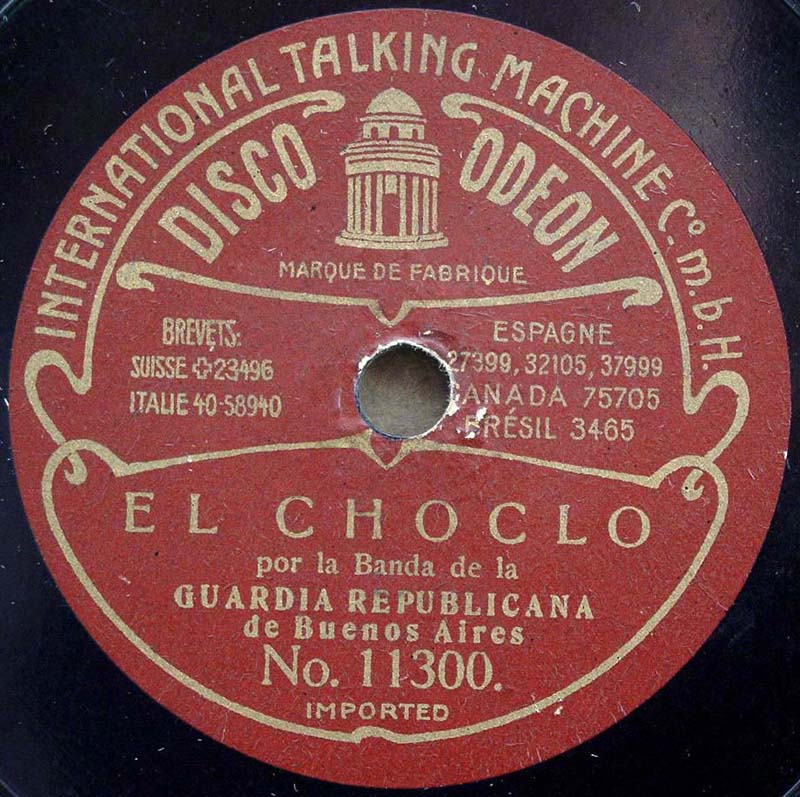 INTERNATIONAL TALKING MACHINE Co. m.b.H.
DISCO ODEON
MARQUE DE FABRIQUE
BREVETS:
SUISSE ✚ 23496
ITALIE 40-58940
ESPAGNE
27399, 32105, 37999
CANADA 75705
BRÉSIL 3465
EL CHOCLO
por la Banda de la
GUARDIA REPUBLICANA
de Buenos Aires
No. 11300.
IMPORTED